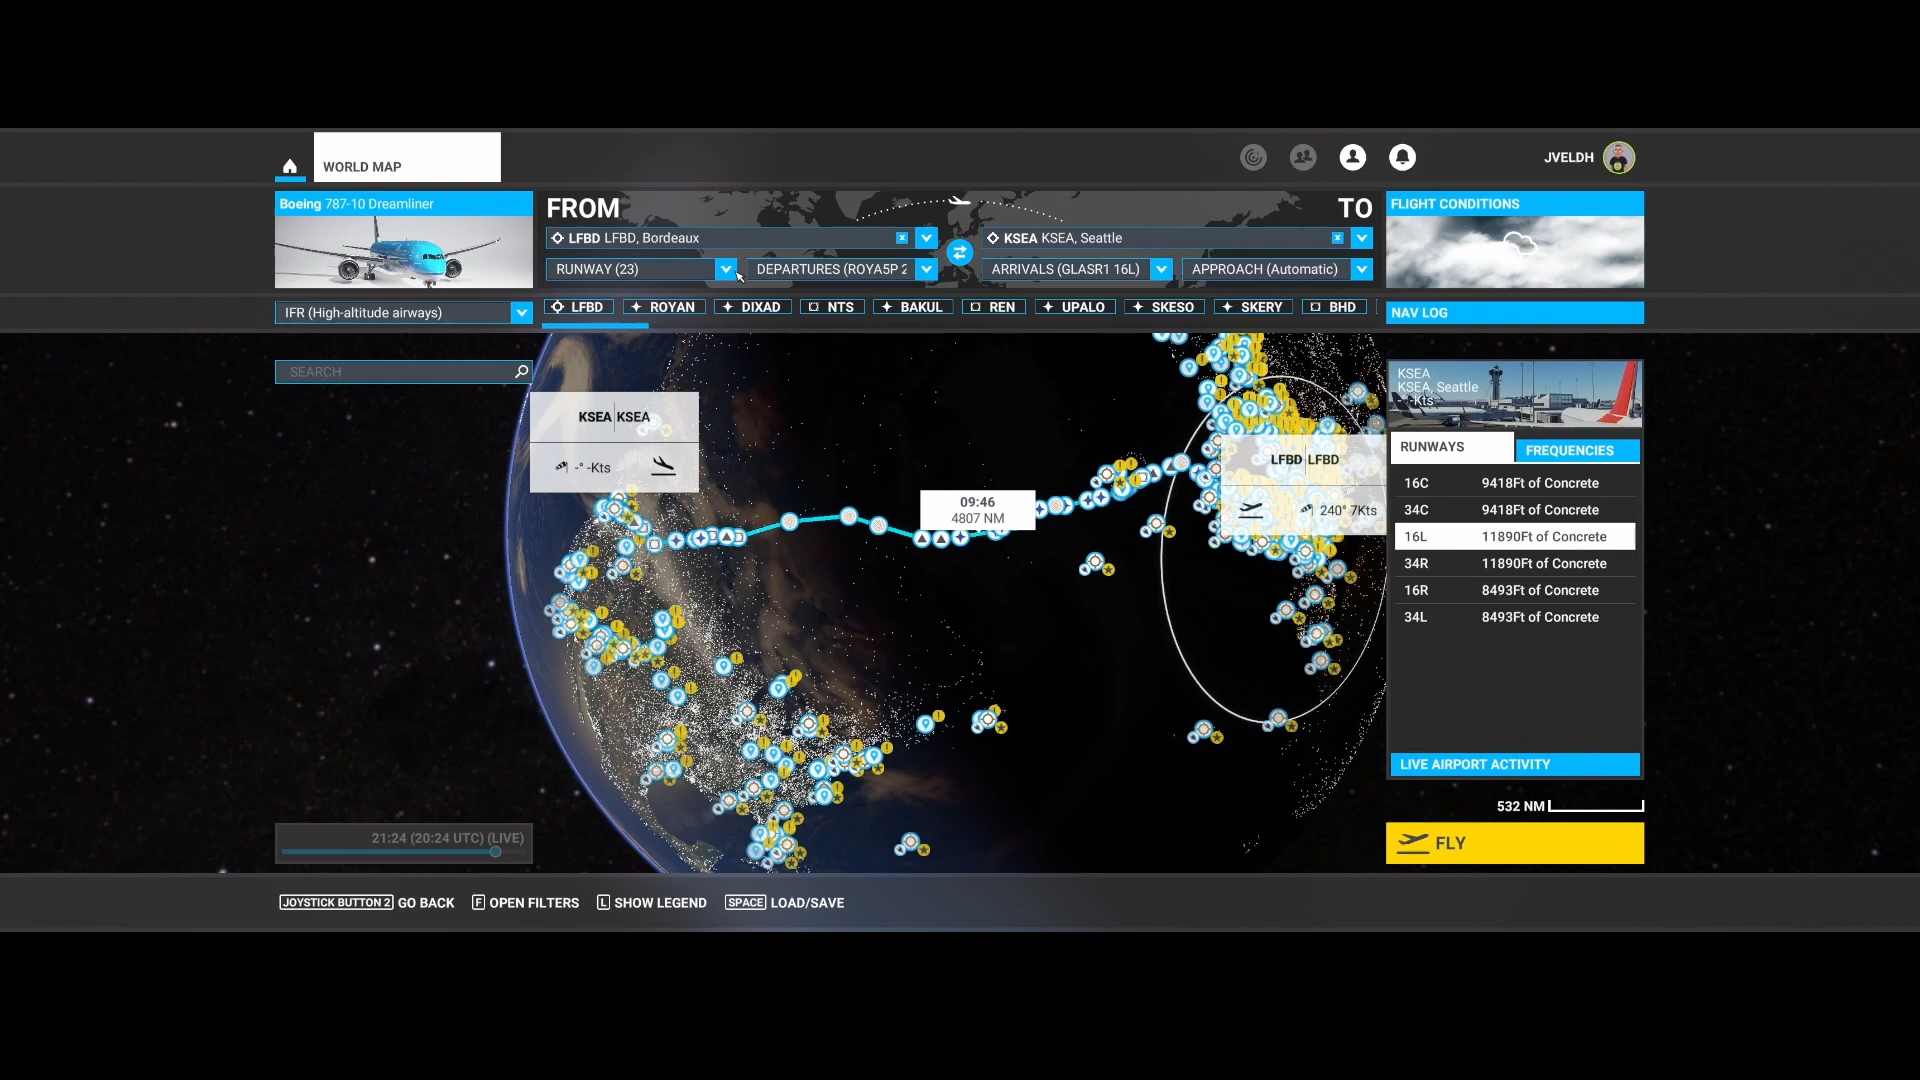 WORLD MAP
JVELDH
Boeing 787-10 Dreamliner
FROM
TO
FLIGHT CONDITIONS
LFBD LFBD, Bordeaux
KSEA KSEA, Seattle
RUNWAY (23)
DEPARTURES (ROYA5P 2
ARRIVALS (GLASR1 16L)
APPROACH (Automatic)
IFR (High-altitude airways)
LFBD
ROYAN
DIXAD
NTS
BAKUL
REN
UPALO
SKESO
SKERY
BHD
NAV LOG
SEARCH
KSEA KSEA
-° -Kts
09:46
4807 NM
LFBD LFBD
240° 7Kts
KSEA
KSEA, Seattle
Kts
RUNWAYS
FREQUENCIES
16C 9418Ft of Concrete
34C 9418Ft of Concrete
16L 11890Ft of Concrete
34R 11890Ft of Concrete
16R 8493Ft of Concrete
34L 8493Ft of Concrete
LIVE AIRPORT ACTIVITY
532 NM
21:24 (20:24 UTC) (LIVE)
FLY
JOYSTICK BUTTON 2 GO BACK
F OPEN FILTERS
L SHOW LEGEND
SPACE LOAD/SAVE